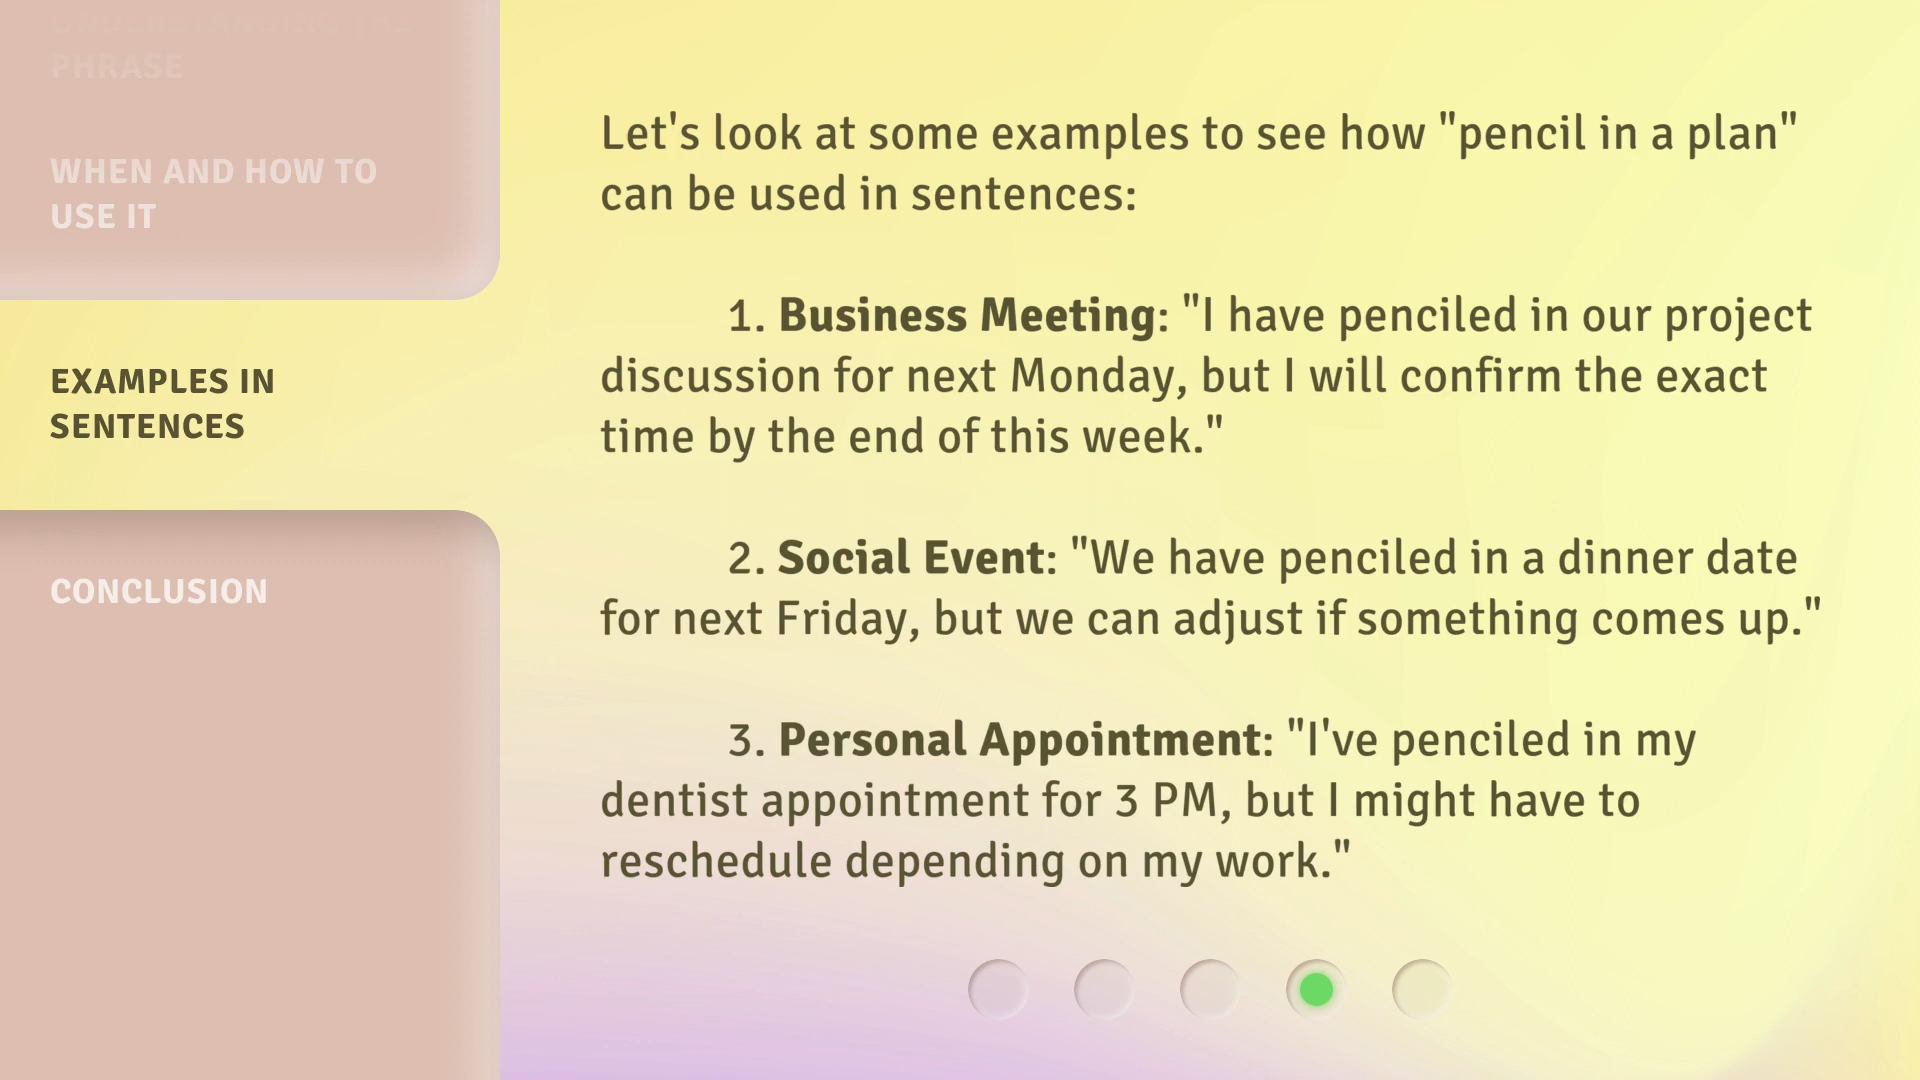 UNDERSTANDING THE
PHRASE
WHEN AND HOW TO
USE IT
EXAMPLES IN
SENTENCES
CONCLUSION
Let's look at some examples to see how "pencil in a plan"
can be used in sentences:
1. Business Meeting: "I have penciled in our project
discussion for next Monday, but I will confirm the exact
time by the end of this week."
2. Social Event: "We have penciled in a dinner date
for next Friday, but we can adjust if something comes up."
3. Personal Appointment: "I've penciled in my
dentist appointment for 3 PM, but I might have to
reschedule depending on my work."